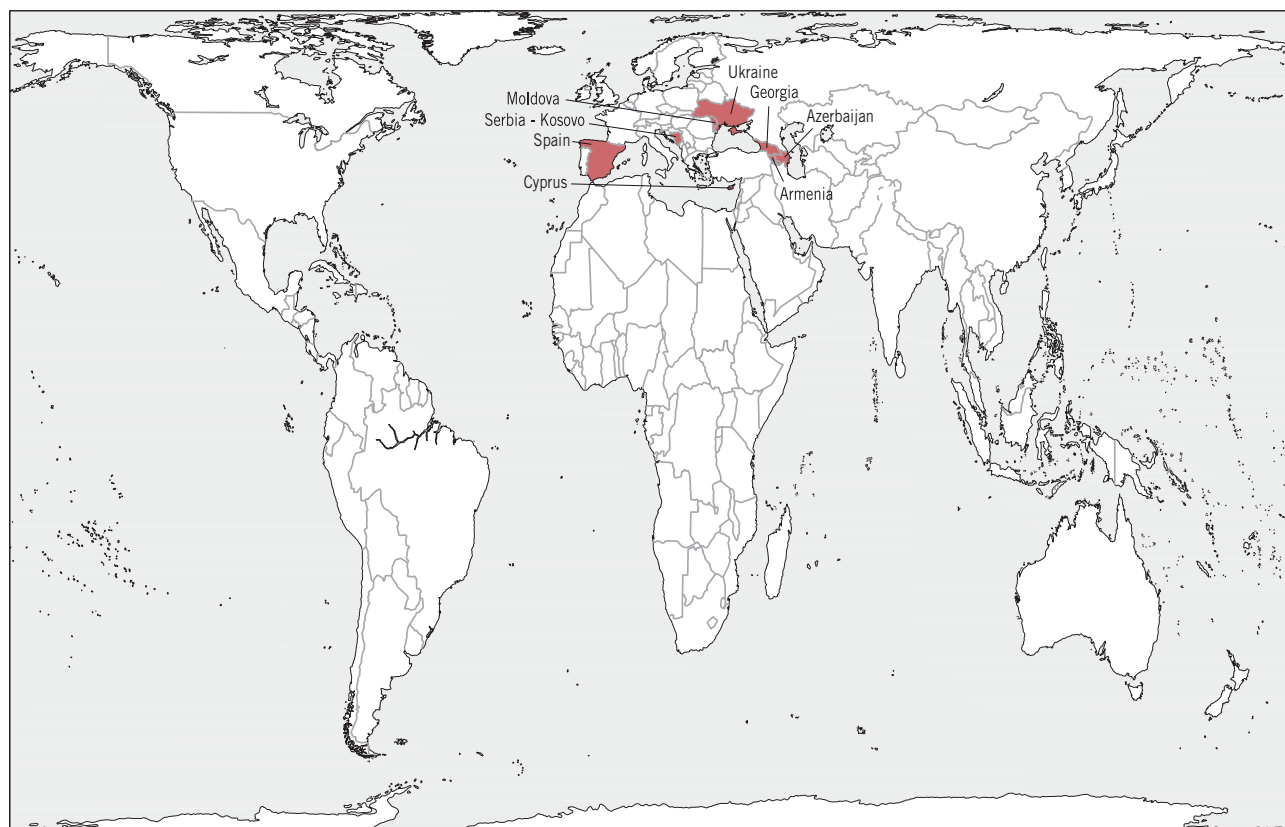 Ukraine
Georgia
Moldova
Azerbaijan
Serbia - Kosovo
Spain
Cyprus
Armenia